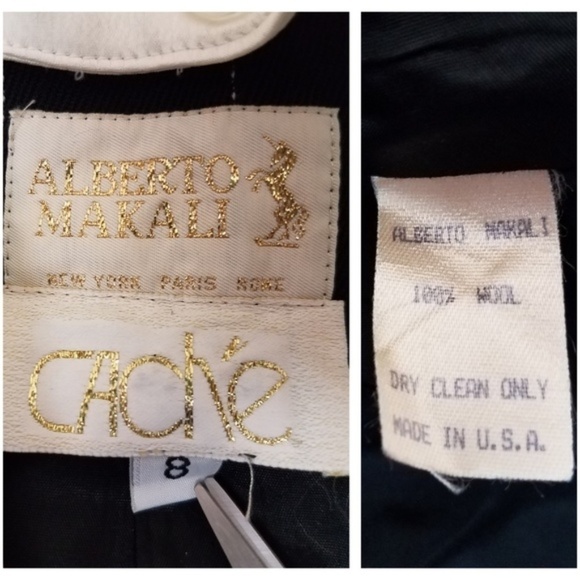 ALBERTO
MAKALI
NEW YORK PARIS ROME
CAChé
8
ALBERTO MAKALI
100% WOOL
DRY CLEAN ONLY
MADE IN U.S.A.